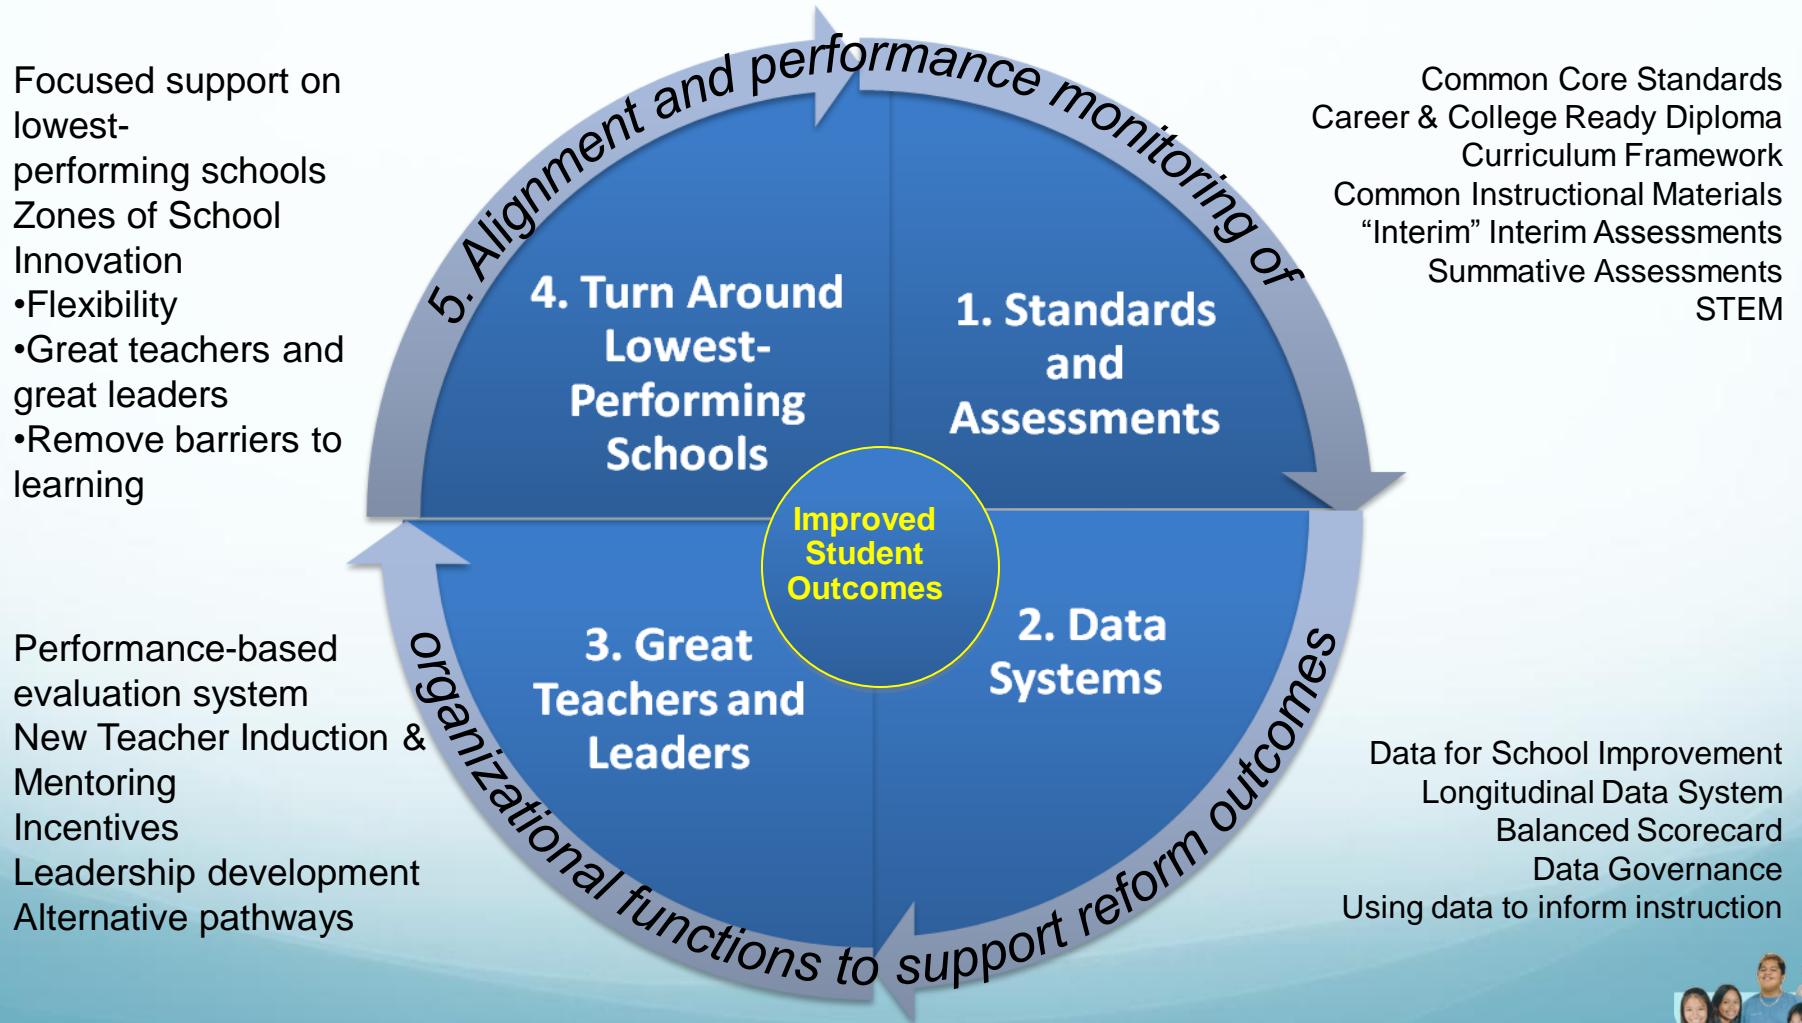 5. Alignment and performance monitoring of
organizational functions to support reform outcomes
Focused support on
lowest-
performing schools
Zones of School
Innovation
•Flexibility
•Great teachers and
great leaders
•Remove barriers to
learning
4. Turn Around
Lowest-
Performing
Schools
1. Standards
and
Assessments
Common Core Standards
Career & College Ready Diploma
Curriculum Framework
Common Instructional Materials
“Interim” Interim Assessments
Summative Assessments
STEM
Improved
Student
Outcomes
Performance-based
evaluation system
New Teacher Induction &
Mentoring
Incentives
Leadership development
Alternative pathways
3. Great
Teachers and
Leaders
2. Data
Systems
Data for School Improvement
Longitudinal Data System
Balanced Scorecard
Data Governance
Using data to inform instruction